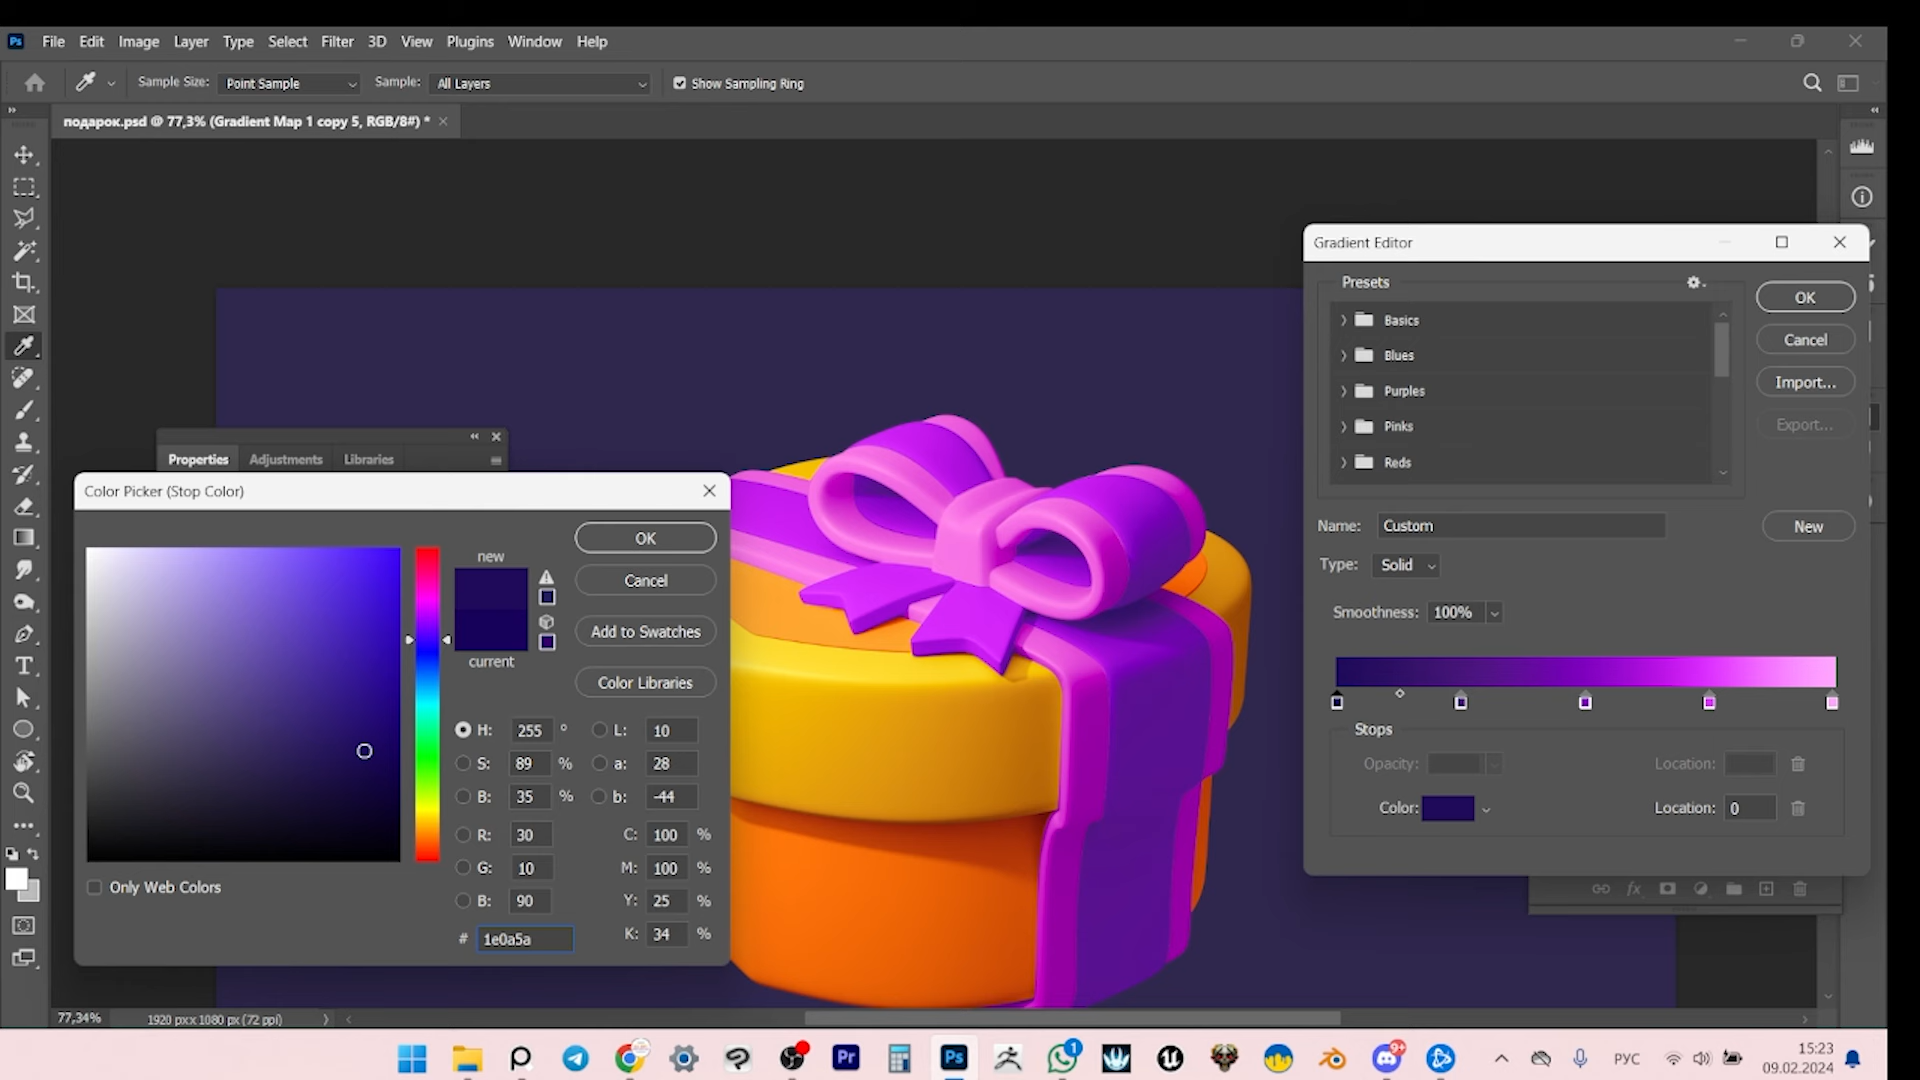 Ps File Edit Image Layer Type Select Filter 3D View Plugins Window Help
Sample Size: Point Sample Sample: All Layers Show Sampling Ring
подарок.psd @ 77,3% (Gradient Map 1 copy 5, RGB/8#) *
Gradient Editor
Presets
OK
Basics
Cancel
Blues
Import...
Purples
Export...
Pinks
Reds
Name: Custom
New
Type: Solid
Smoothness: 100%
Stops
Opacity:
Location:
Color:
Location: 0
Properties Adjustments Libraries
Color Picker (Stop Color)
new
OK
Cancel
Add to Swatches
current
Color Libraries
H: 255 °
L: 10
S: 89 %
a: 28
B: 35 %
b: -44
R: 30
C: 100 %
G: 10
M: 100 %
Only Web Colors
B: 90
Y: 25 %
# 1e0a5a
K: 34 %
fx
77,34% 1920 px x 1080 px (72 ppi)
Pr
Ps
1
9+
РУС
15:23
09.02.2024